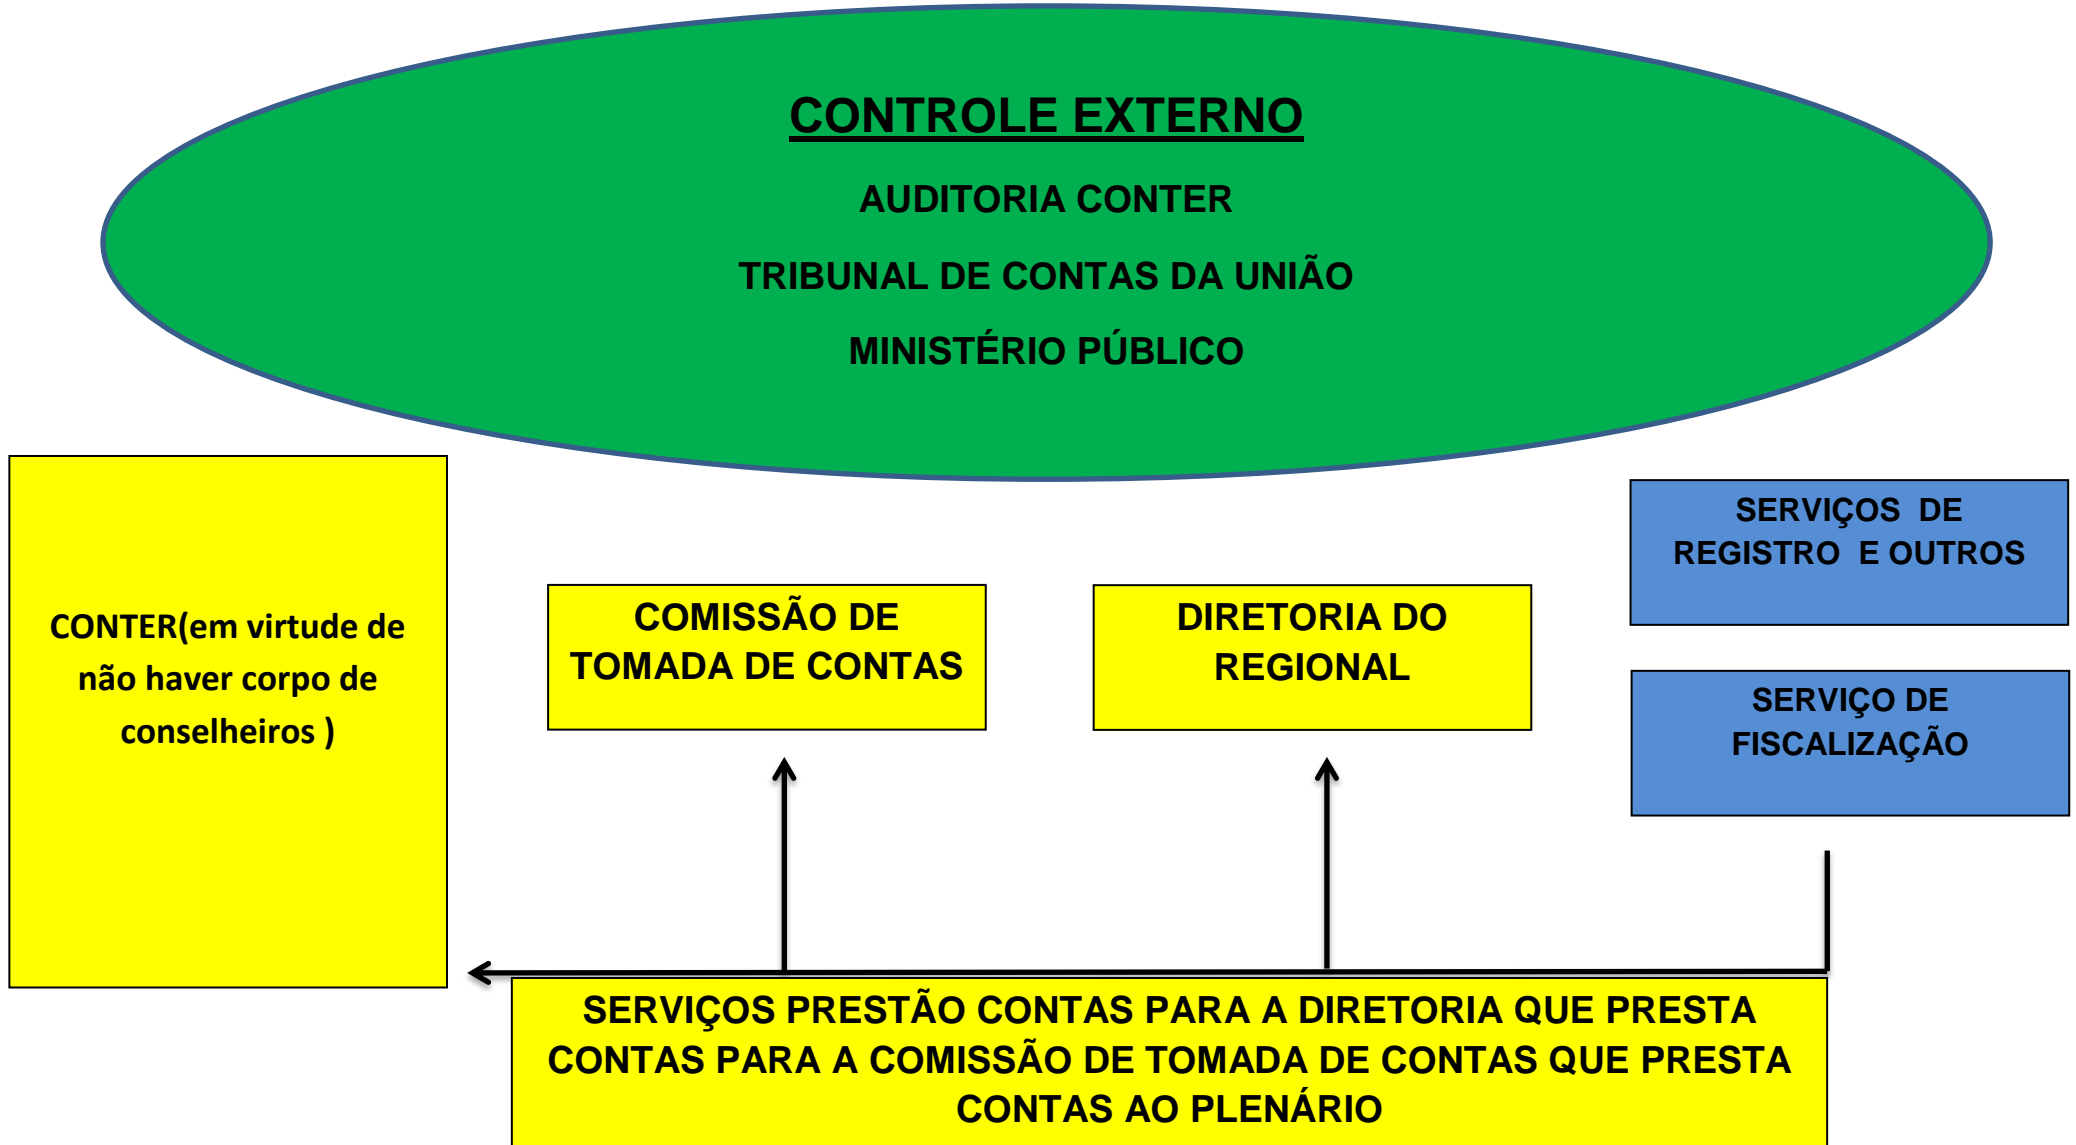 CONTROLE EXTERNO
AUDITORIA CONTER
TRIBUNAL DE CONTAS DA UNIÃO
MINISTÉRIO PÚBLICO
CONTER(em virtude de
não haver corpo de
conselheiros )
COMISSÃO DE
TOMADA DE CONTAS
DIRETORIA DO
REGIONAL
SERVIÇOS DE
REGISTRO E OUTROS
SERVIÇO DE
FISCALIZAÇÃO
SERVIÇOS PRESTÃO CONTAS PARA A DIRETORIA QUE PRESTA
CONTAS PARA A COMISSÃO DE TOMADA DE CONTAS QUE PRESTA
CONTAS AO PLENÁRIO